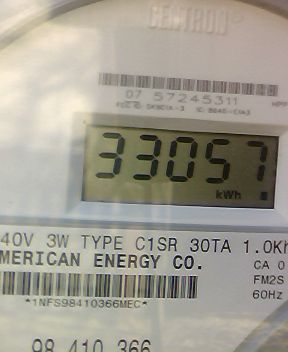 CENTRON®
07 57245311
33057
kWh
40V 3W TYPE C1SR 30TA 1.0Kh
MERICAN ENERGY CO.
CA 0
FM2S
60Hz
*1NFS98410366MEC*
98 410 366